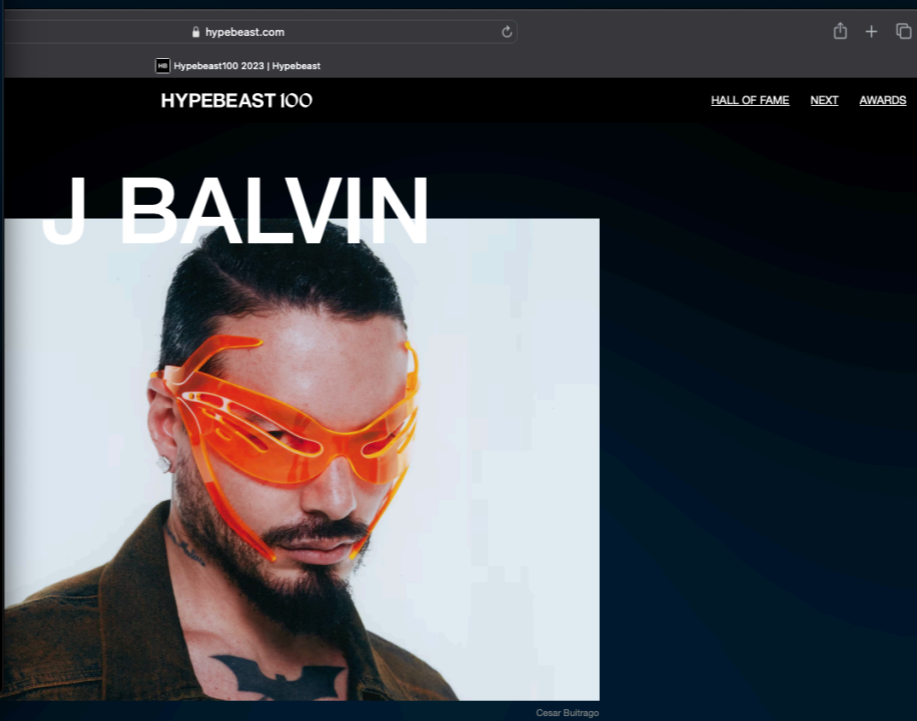 hypebeast.com
HB Hypebeast100 2023 | Hypebeast
HYPEBEAST 100 HALL OF FAME NEXT AWARDS
J BALVIN
Cesar Buitrago